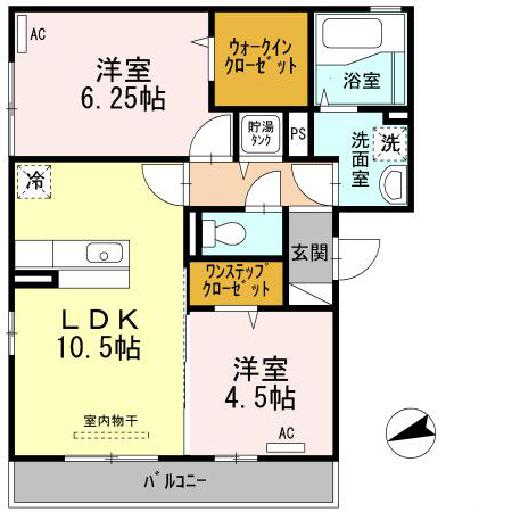 AC
洋室
6.25帖
ウォークイン
クローゼット
浴室
貯湯
タンク
PS
洗面室
洗
冷
玄関
ワンステップ
クローゼット
LDK
10.5帖
洋室
4.5帖
室内物干
AC
バルコニー